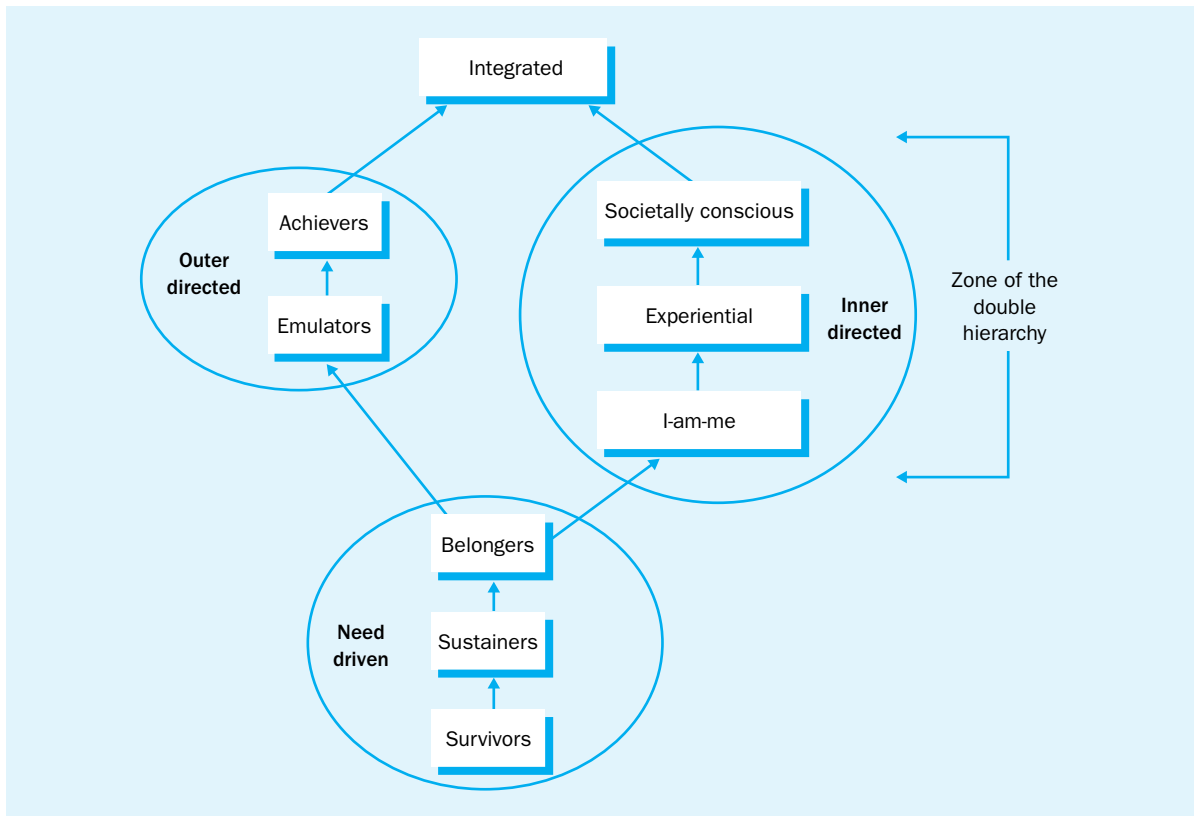 Integrated
Societally conscious
Achievers
Outer
directed
Zone of the
double
hierarchy
Inner
directed
Experiential
Emulators
I-am-me
Belongers
Need
driven
Sustainers
Survivors